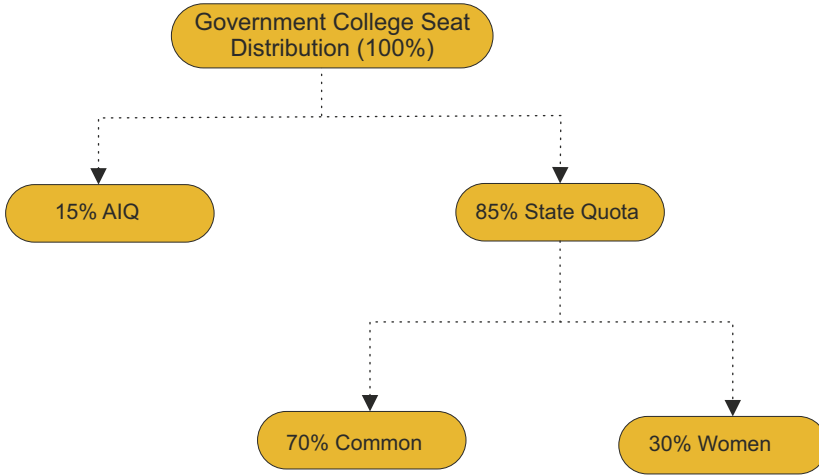 Government College Seat
Distribution (100%)
15% AIQ
85% State Quota
70% Common
30% Women